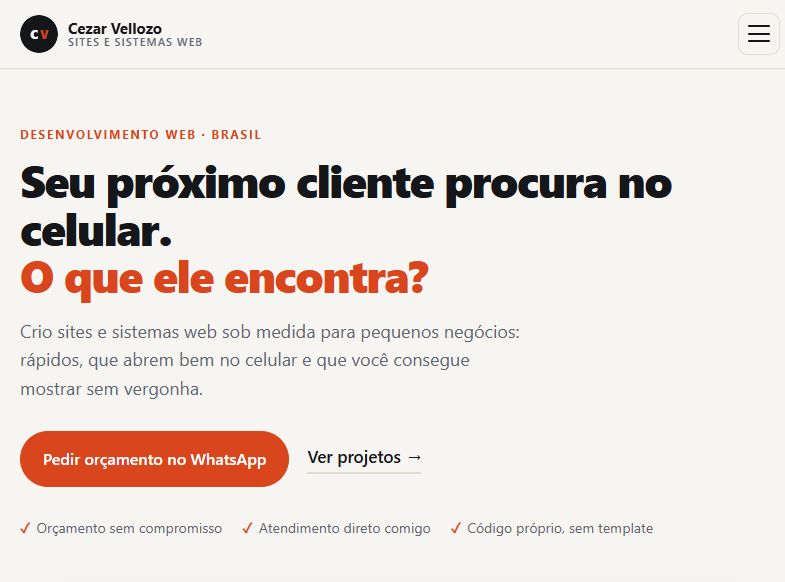 cv
Cezar Vellozo
SITES E SISTEMAS WEB
DESENVOLVIMENTO WEB · BRASIL
Seu próximo cliente procura no
celular.
O que ele encontra?
Crio sites e sistemas web sob medida para pequenos negócios:
rápidos, que abrem bem no celular e que você consegue
mostrar sem vergonha.
Pedir orçamento no WhatsApp
Ver projetos →
✓ Orçamento sem compromisso ✓ Atendimento direto comigo ✓ Código próprio, sem template